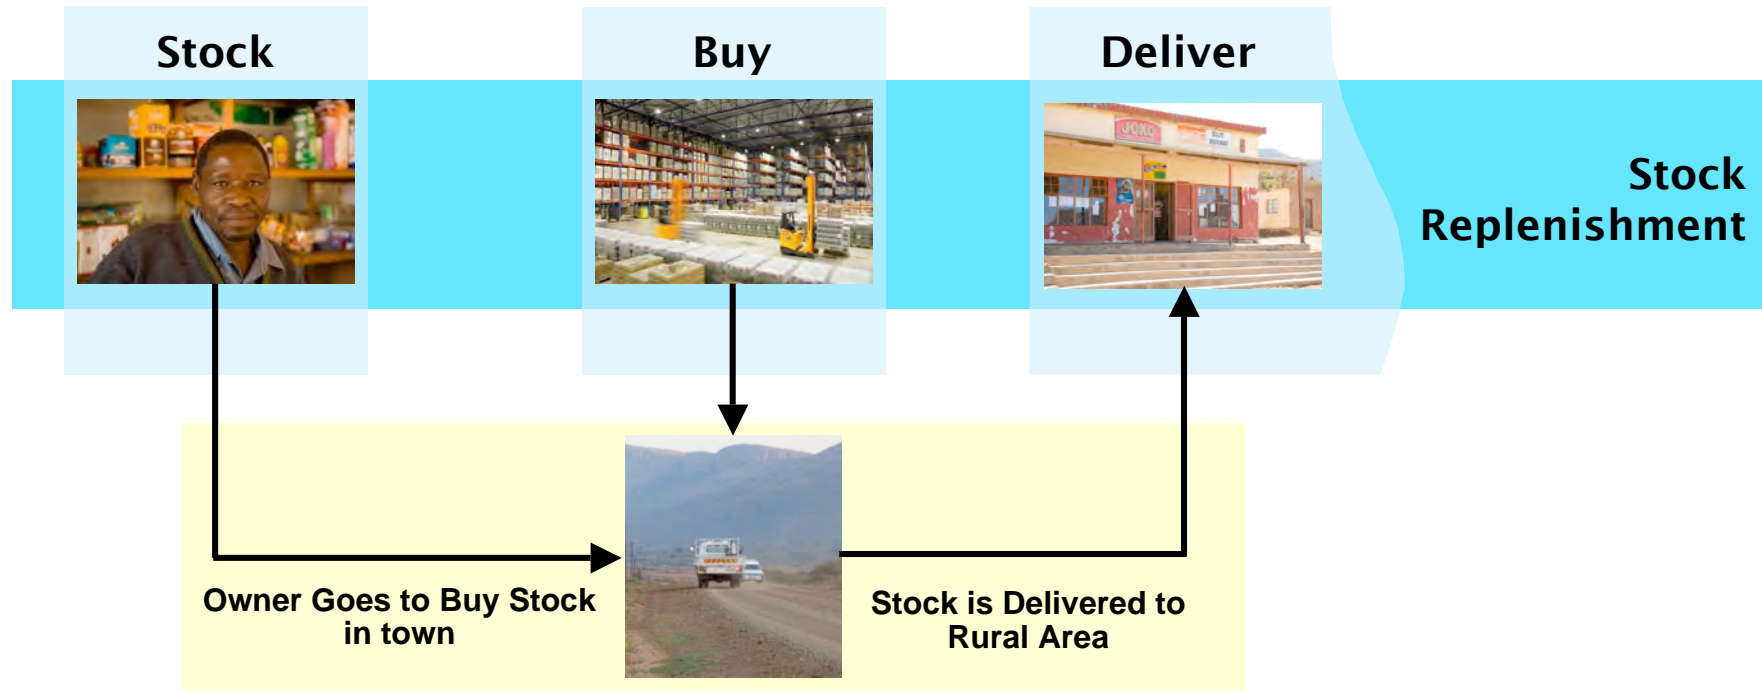 Stock
Buy
Deliver
JOKO
Stock
Replenishment
Owner Goes to Buy Stock
in town
Stock is Delivered to
Rural Area